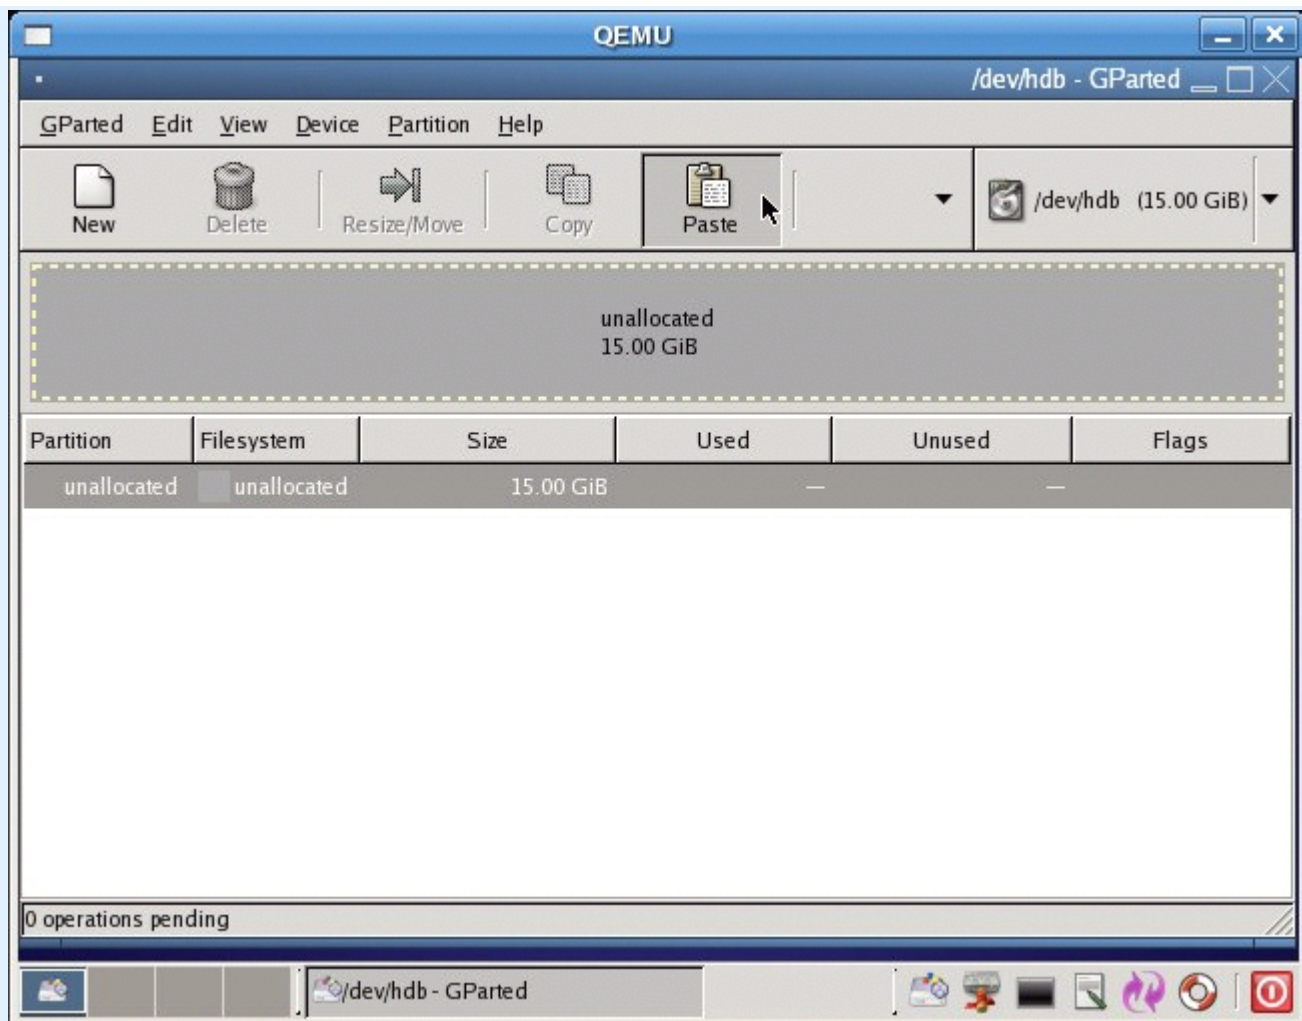 QEMU
/dev/hdb - GParted
GParted Edit View Device Partition Help
New Delete Resize/Move Copy Paste /dev/hdb (15.00 GiB)
unallocated
15.00 GiB
Partition Filesystem Size Used Unused Flags
unallocated unallocated 15.00 GiB — —
0 operations pending
/dev/hdb - GParted